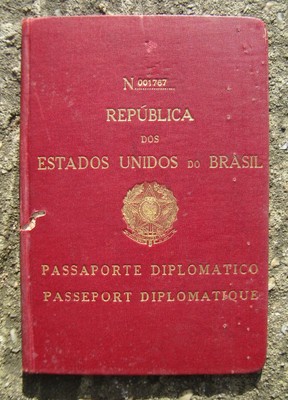 N 001767
REPÚBLICA
DOS
ESTADOS UNIDOS DO BRASIL
PASSAPORTE DIPLOMATICO
PASSEPORT DIPLOMATIQUE